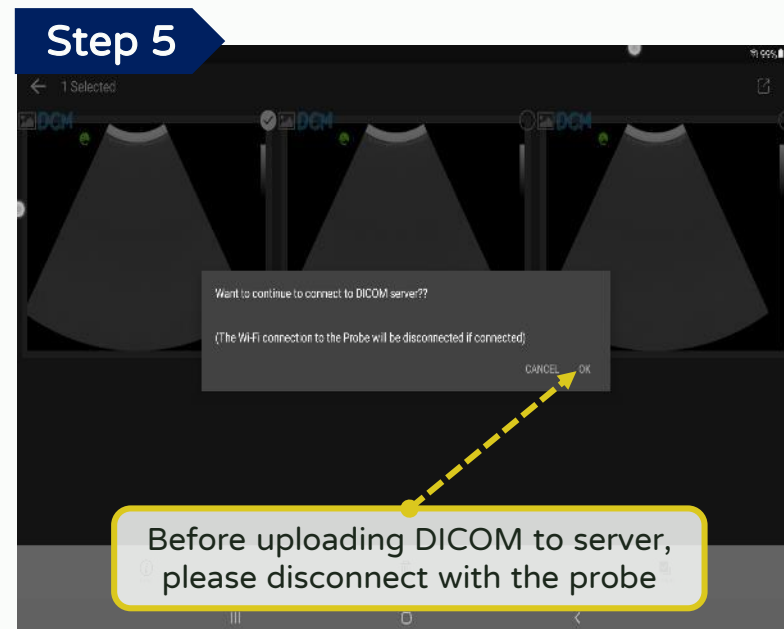 Step 5
99%
1 Selected
DCM
DCM
DCM
Want to continue to connect to DICOM server??
(The Wi-Fi connection to the Probe will be disconnected if connected)
CANCEL OK
Before uploading DICOM to server,
please disconnect with the probe